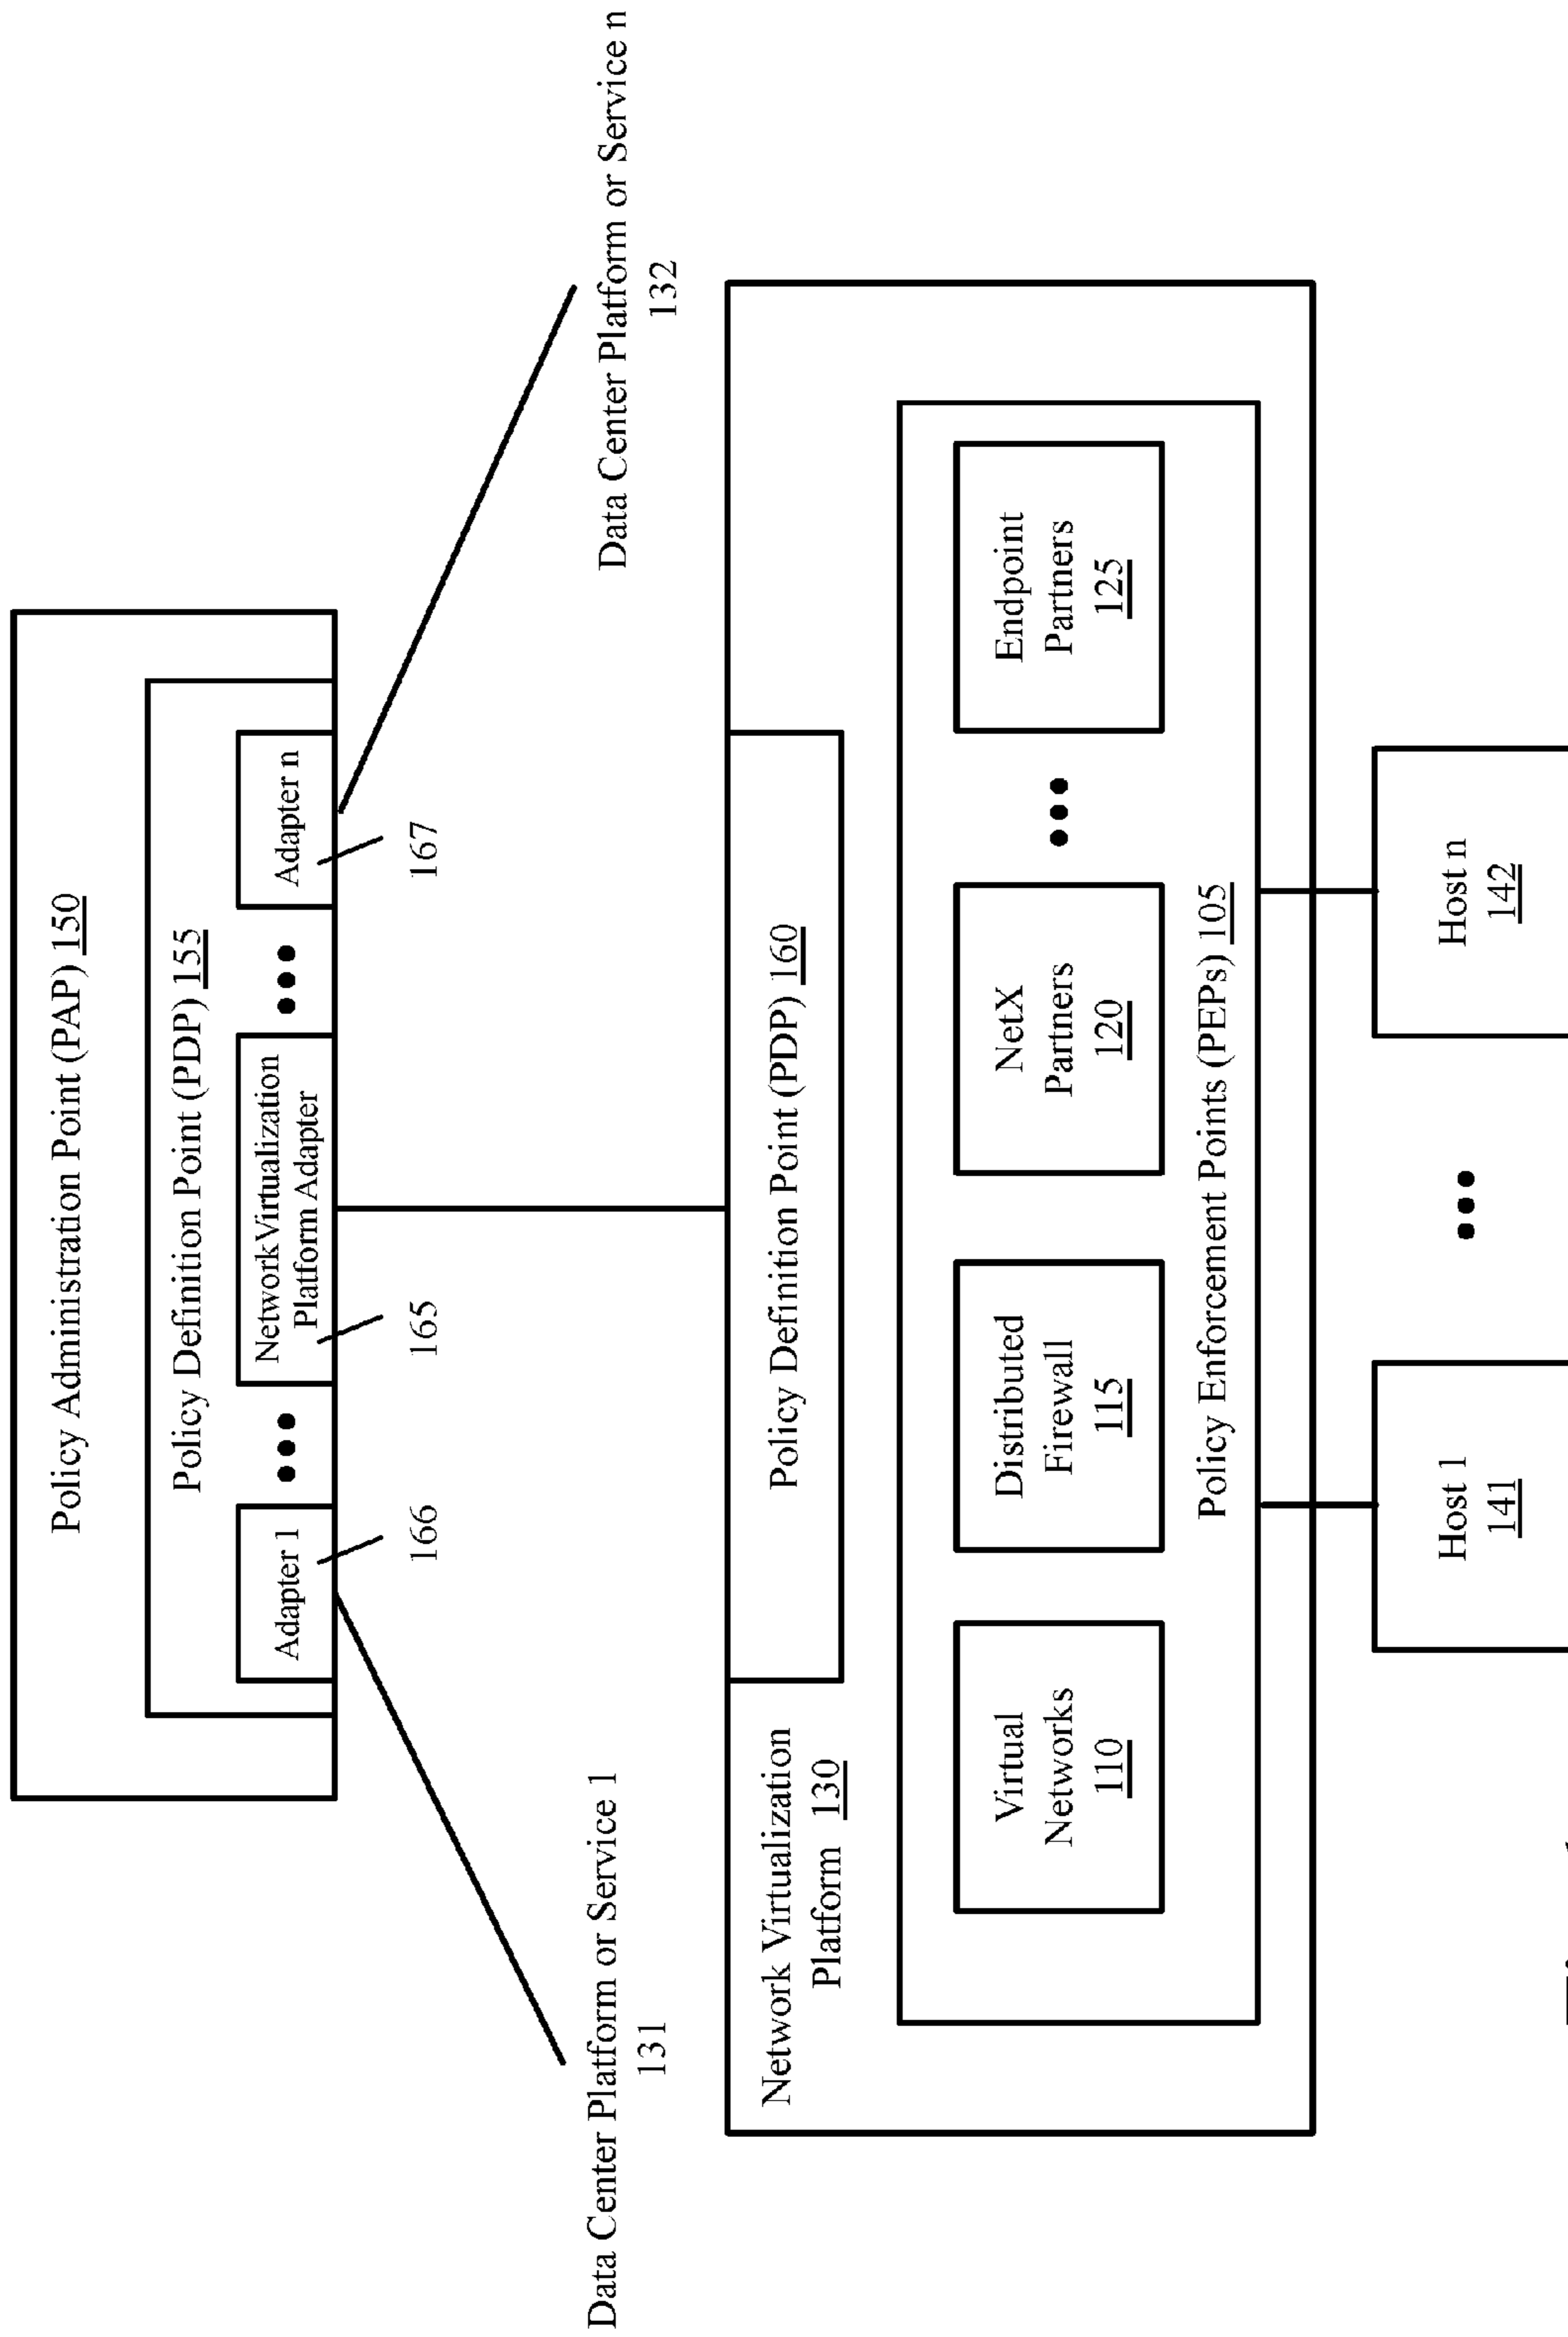 Policy Administration Point (PAP) 150
Policy Definition Point (PDP) 155
Adapter 1
•••
NetworkVirtualization
Platform Adapter
•••
Adapter n
166
165
167
Data Center Platform or Service 1
131
Data Center Platform or Service n
132
Network Virtualization
Platform 130
Policy Definition Point (PDP) 160
Virtual
Networks
110
Distributed
Firewall
115
NetX
Partners
120
•••
Endpoint
Partners
125
Policy Enforcement Points (PEPs) 105
Host 1
141
•••
Host n
142